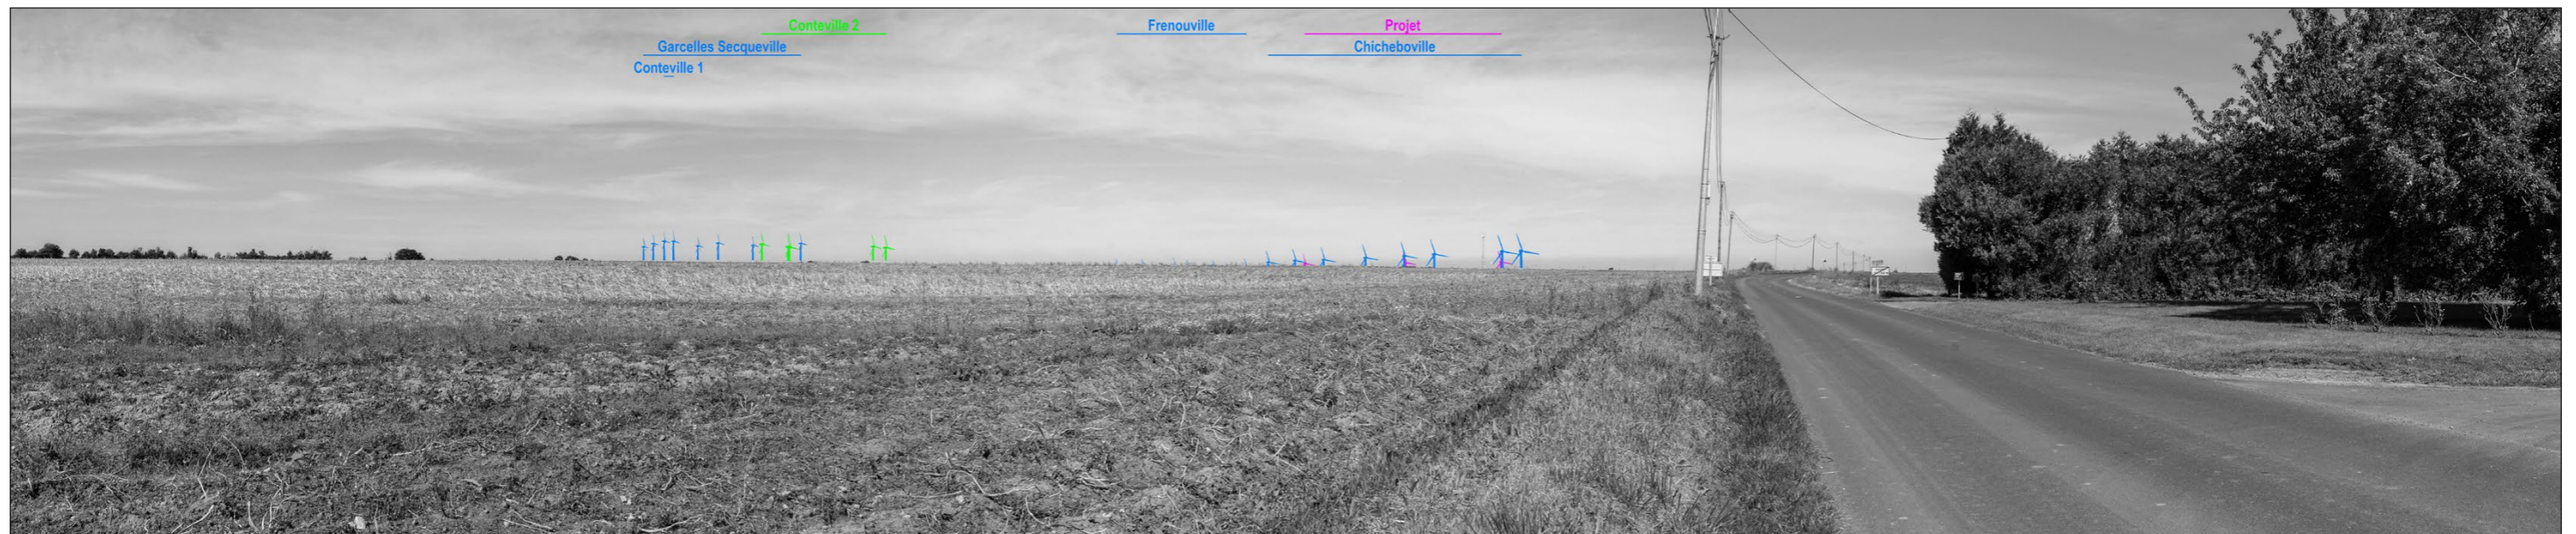 Conteville 2
Frenouville
Projet
Garcelles Secqueville
Chicheboville
Conteville 1